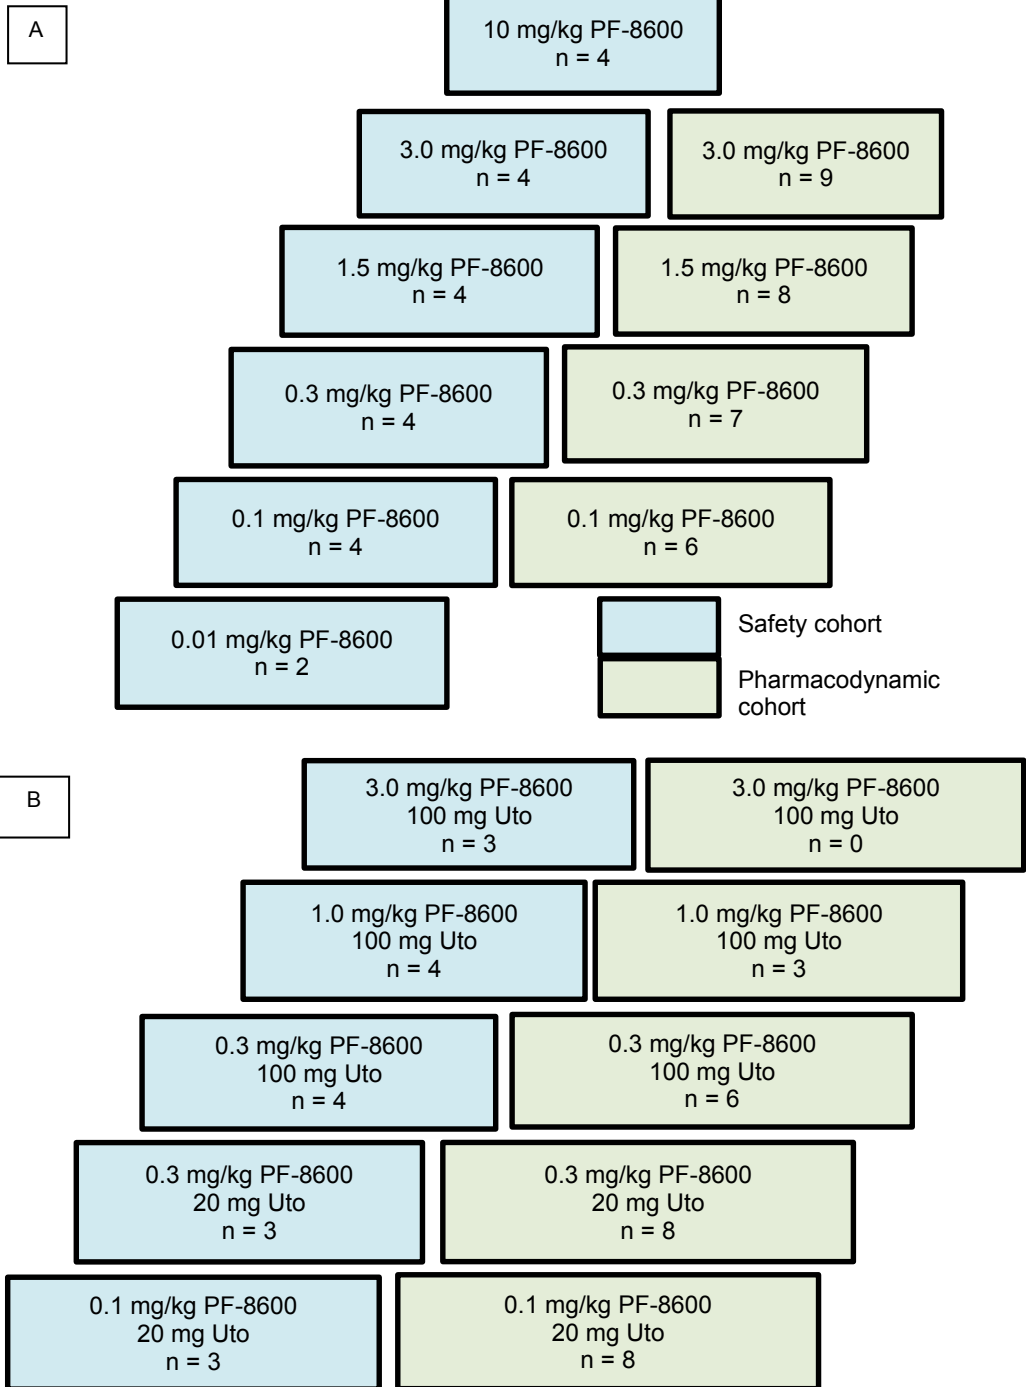 A
10 mg/kg PF-8600
n = 4
3.0 mg/kg PF-8600
n = 4
3.0 mg/kg PF-8600
n = 9
1.5 mg/kg PF-8600
n = 4
1.5 mg/kg PF-8600
n = 8
0.3 mg/kg PF-8600
n = 4
0.3 mg/kg PF-8600
n = 7
0.1 mg/kg PF-8600
n = 4
0.1 mg/kg PF-8600
n = 6
0.01 mg/kg PF-8600
n = 2
Safety cohort
Pharmacodynamic
cohort
B
3.0 mg/kg PF-8600
100 mg Uto
n = 3
3.0 mg/kg PF-8600
100 mg Uto
n = 0
1.0 mg/kg PF-8600
100 mg Uto
n = 4
1.0 mg/kg PF-8600
100 mg Uto
n = 3
0.3 mg/kg PF-8600
100 mg Uto
n = 4
0.3 mg/kg PF-8600
100 mg Uto
n = 6
0.3 mg/kg PF-8600
20 mg Uto
n = 3
0.3 mg/kg PF-8600
20 mg Uto
n = 8
0.1 mg/kg PF-8600
20 mg Uto
n = 3
0.1 mg/kg PF-8600
20 mg Uto
n = 8